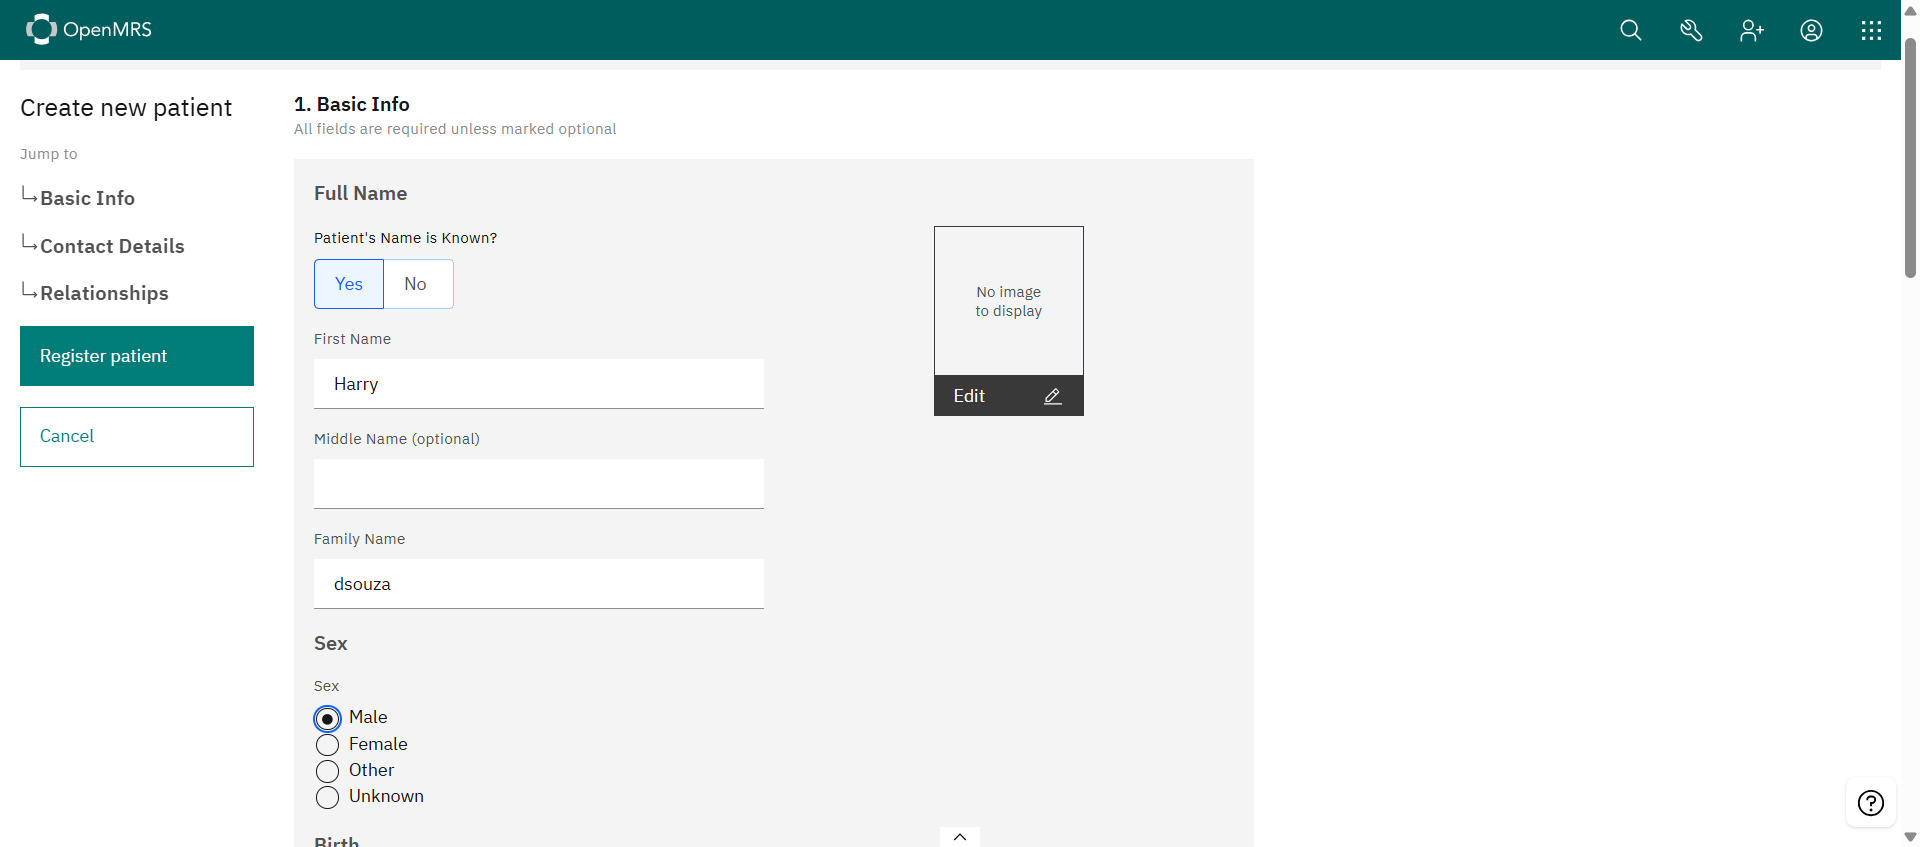 OpenMRS
Create new patient
Jump to
Basic Info
Contact Details
Relationships
Register patient
Cancel
1. Basic Info
All fields are required unless marked optional
Full Name
Patient's Name is Known?
Yes No
First Name
Harry
Middle Name (optional)
Family Name
dsouza
No image
to display
Edit
Sex
Sex
Male
Female
Other
Unknown
Birth